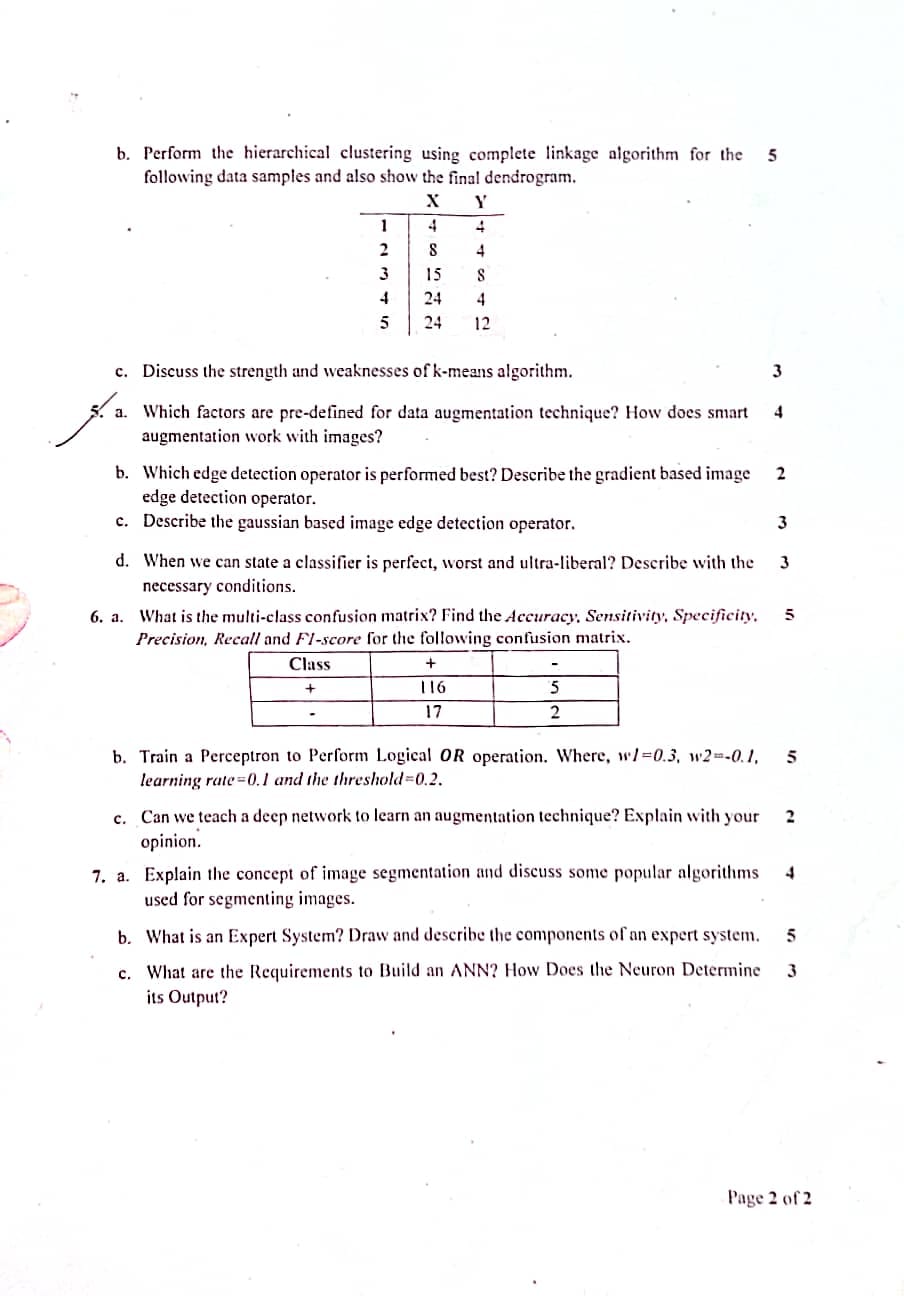 b. Perform the hierarchical clustering using complete linkage algorithm for the 5
following data samples and also show the final dendrogram.
X Y
1 4 4
2 8 4
3 15 8
4 24 4
5 24 12
c. Discuss the strength and weaknesses of k-means algorithm. 3
5. a. Which factors are pre-defined for data augmentation technique? How does smart 4
augmentation work with images?
b. Which edge detection operator is performed best? Describe the gradient based image 2
edge detection operator.
c. Describe the gaussian based image edge detection operator. 3
d. When we can state a classifier is perfect, worst and ultra-liberal? Describe with the 3
necessary conditions.
6. a. What is the multi-class confusion matrix? Find the Accuracy, Sensitivity, Specificity, 5
Precision, Recall and F1-score for the following confusion matrix.
Class + -
+ 116 5
- 17 2
b. Train a Perceptron to Perform Logical OR operation. Where, w1=0.3, w2=-0.1, 5
learning rate=0.1 and the threshold=0.2.
c. Can we teach a deep network to learn an augmentation technique? Explain with your 2
opinion.
7. a. Explain the concept of image segmentation and discuss some popular algorithms 4
used for segmenting images.
b. What is an Expert System? Draw and describe the components of an expert system. 5
c. What are the Requirements to Build an ANN? How Does the Neuron Determine 3
its Output?
Page 2 of 2